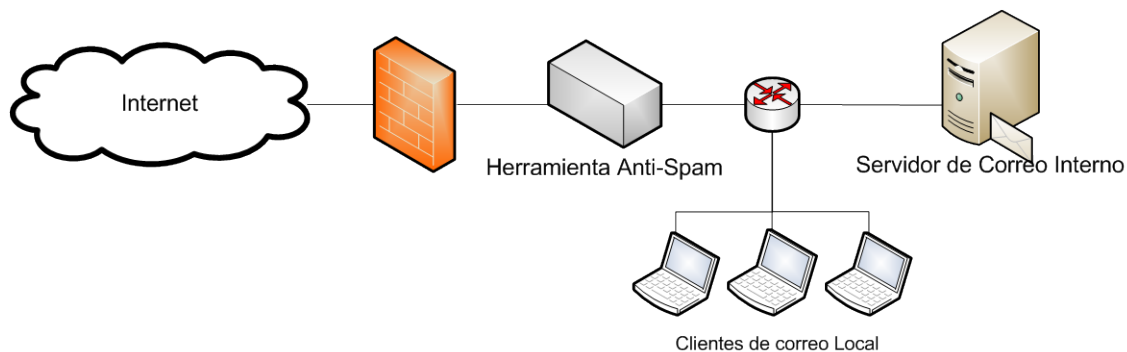 Internet
Herramienta Anti-Spam
Servidor de Correo Interno
Clientes de correo Local